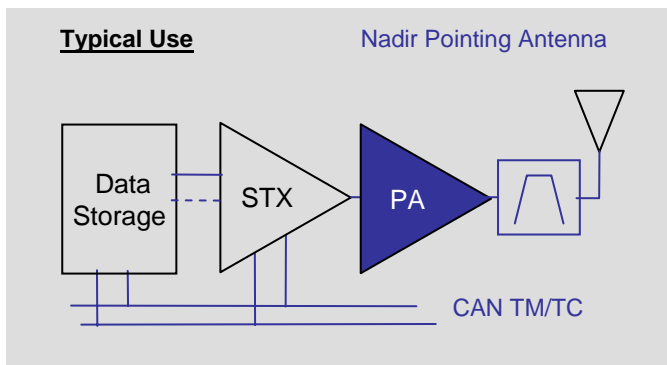 Typical Use
Nadir Pointing Antenna
Data
Storage
STX
PA
CAN TM/TC